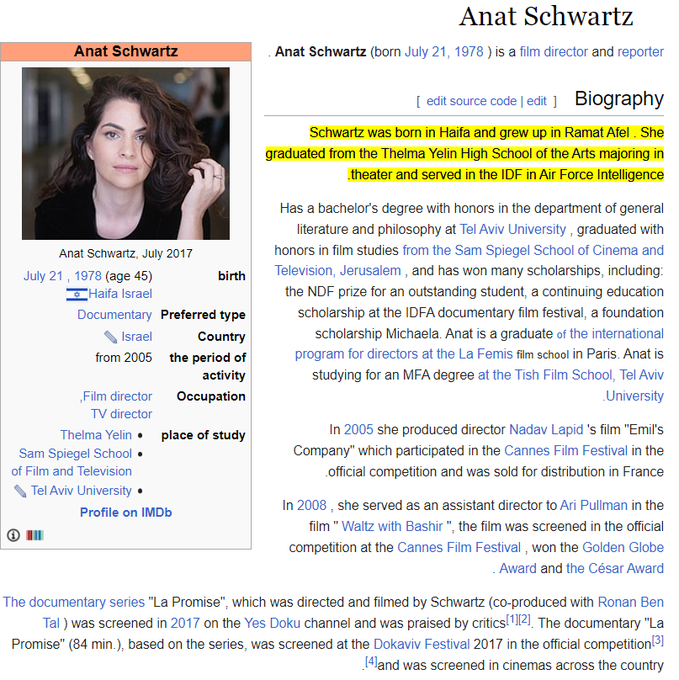 Anat Schwartz
Anat Schwartz
Anat Schwartz, July 2017
July 21 , 1978 (age 45) birth
Haifa Israel
Documentary Preferred type
Israel Country
from 2005 the period of
activity
,Film director Occupation
TV director
Thelma Yelin • place of study
Sam Spiegel School •
of Film and Television
Tel Aviv University •
Profile on IMDb
. Anat Schwartz (born July 21, 1978 ) is a film director and reporter
[ edit source code | edit ] Biography
Schwartz was born in Haifa and grew up in Ramat Afel . She
graduated from the Thelma Yelin High School of the Arts majoring in
.theater and served in the IDF in Air Force Intelligence
Has a bachelor's degree with honors in the department of general
literature and philosophy at Tel Aviv University , graduated with
honors in film studies from the Sam Spiegel School of Cinema and
Television, Jerusalem , and has won many scholarships, including:
the NDF prize for an outstanding student, a continuing education
scholarship at the IDFA documentary film festival, a foundation
scholarship Michaela. Anat is a graduate of the international
program for directors at the La Femis film school in Paris. Anat is
studying for an MFA degree at the Tish Film School, Tel Aviv
.University
In 2005 she produced director Nadav Lapid 's film "Emil's
Company" which participated in the Cannes Film Festival in the
.official competition and was sold for distribution in France
In 2008 , she served as an assistant director to Ari Pullman in the
film " Waltz with Bashir ", the film was screened in the official
competition at the Cannes Film Festival , won the Golden Globe
. Award and the César Award
The documentary series "La Promise", which was directed and filmed by Schwartz (co-produced with Ronan Ben
Tal ) was screened in 2017 on the Yes Doku channel and was praised by critics[1][2]. The documentary "La
Promise" (84 min.), based on the series, was screened at the Dokaviv Festival 2017 in the official competition[3]
.[4]and was screened in cinemas across the country